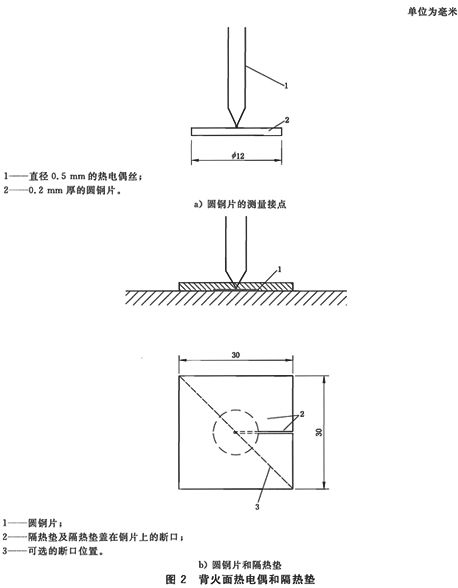 单位为毫米
1
2
φ12
1——直径 0.5 mm 的热电偶丝；
2——0.2 mm 厚的圆铜片。
a) 圆铜片的测量接点
1
30
2
30
3
1——圆铜片；
2——隔热垫及隔热垫盖在铜片上的断口；
3——可选的断口位置。
b) 圆铜片和隔热垫
图 2 背火面热电偶和隔热垫